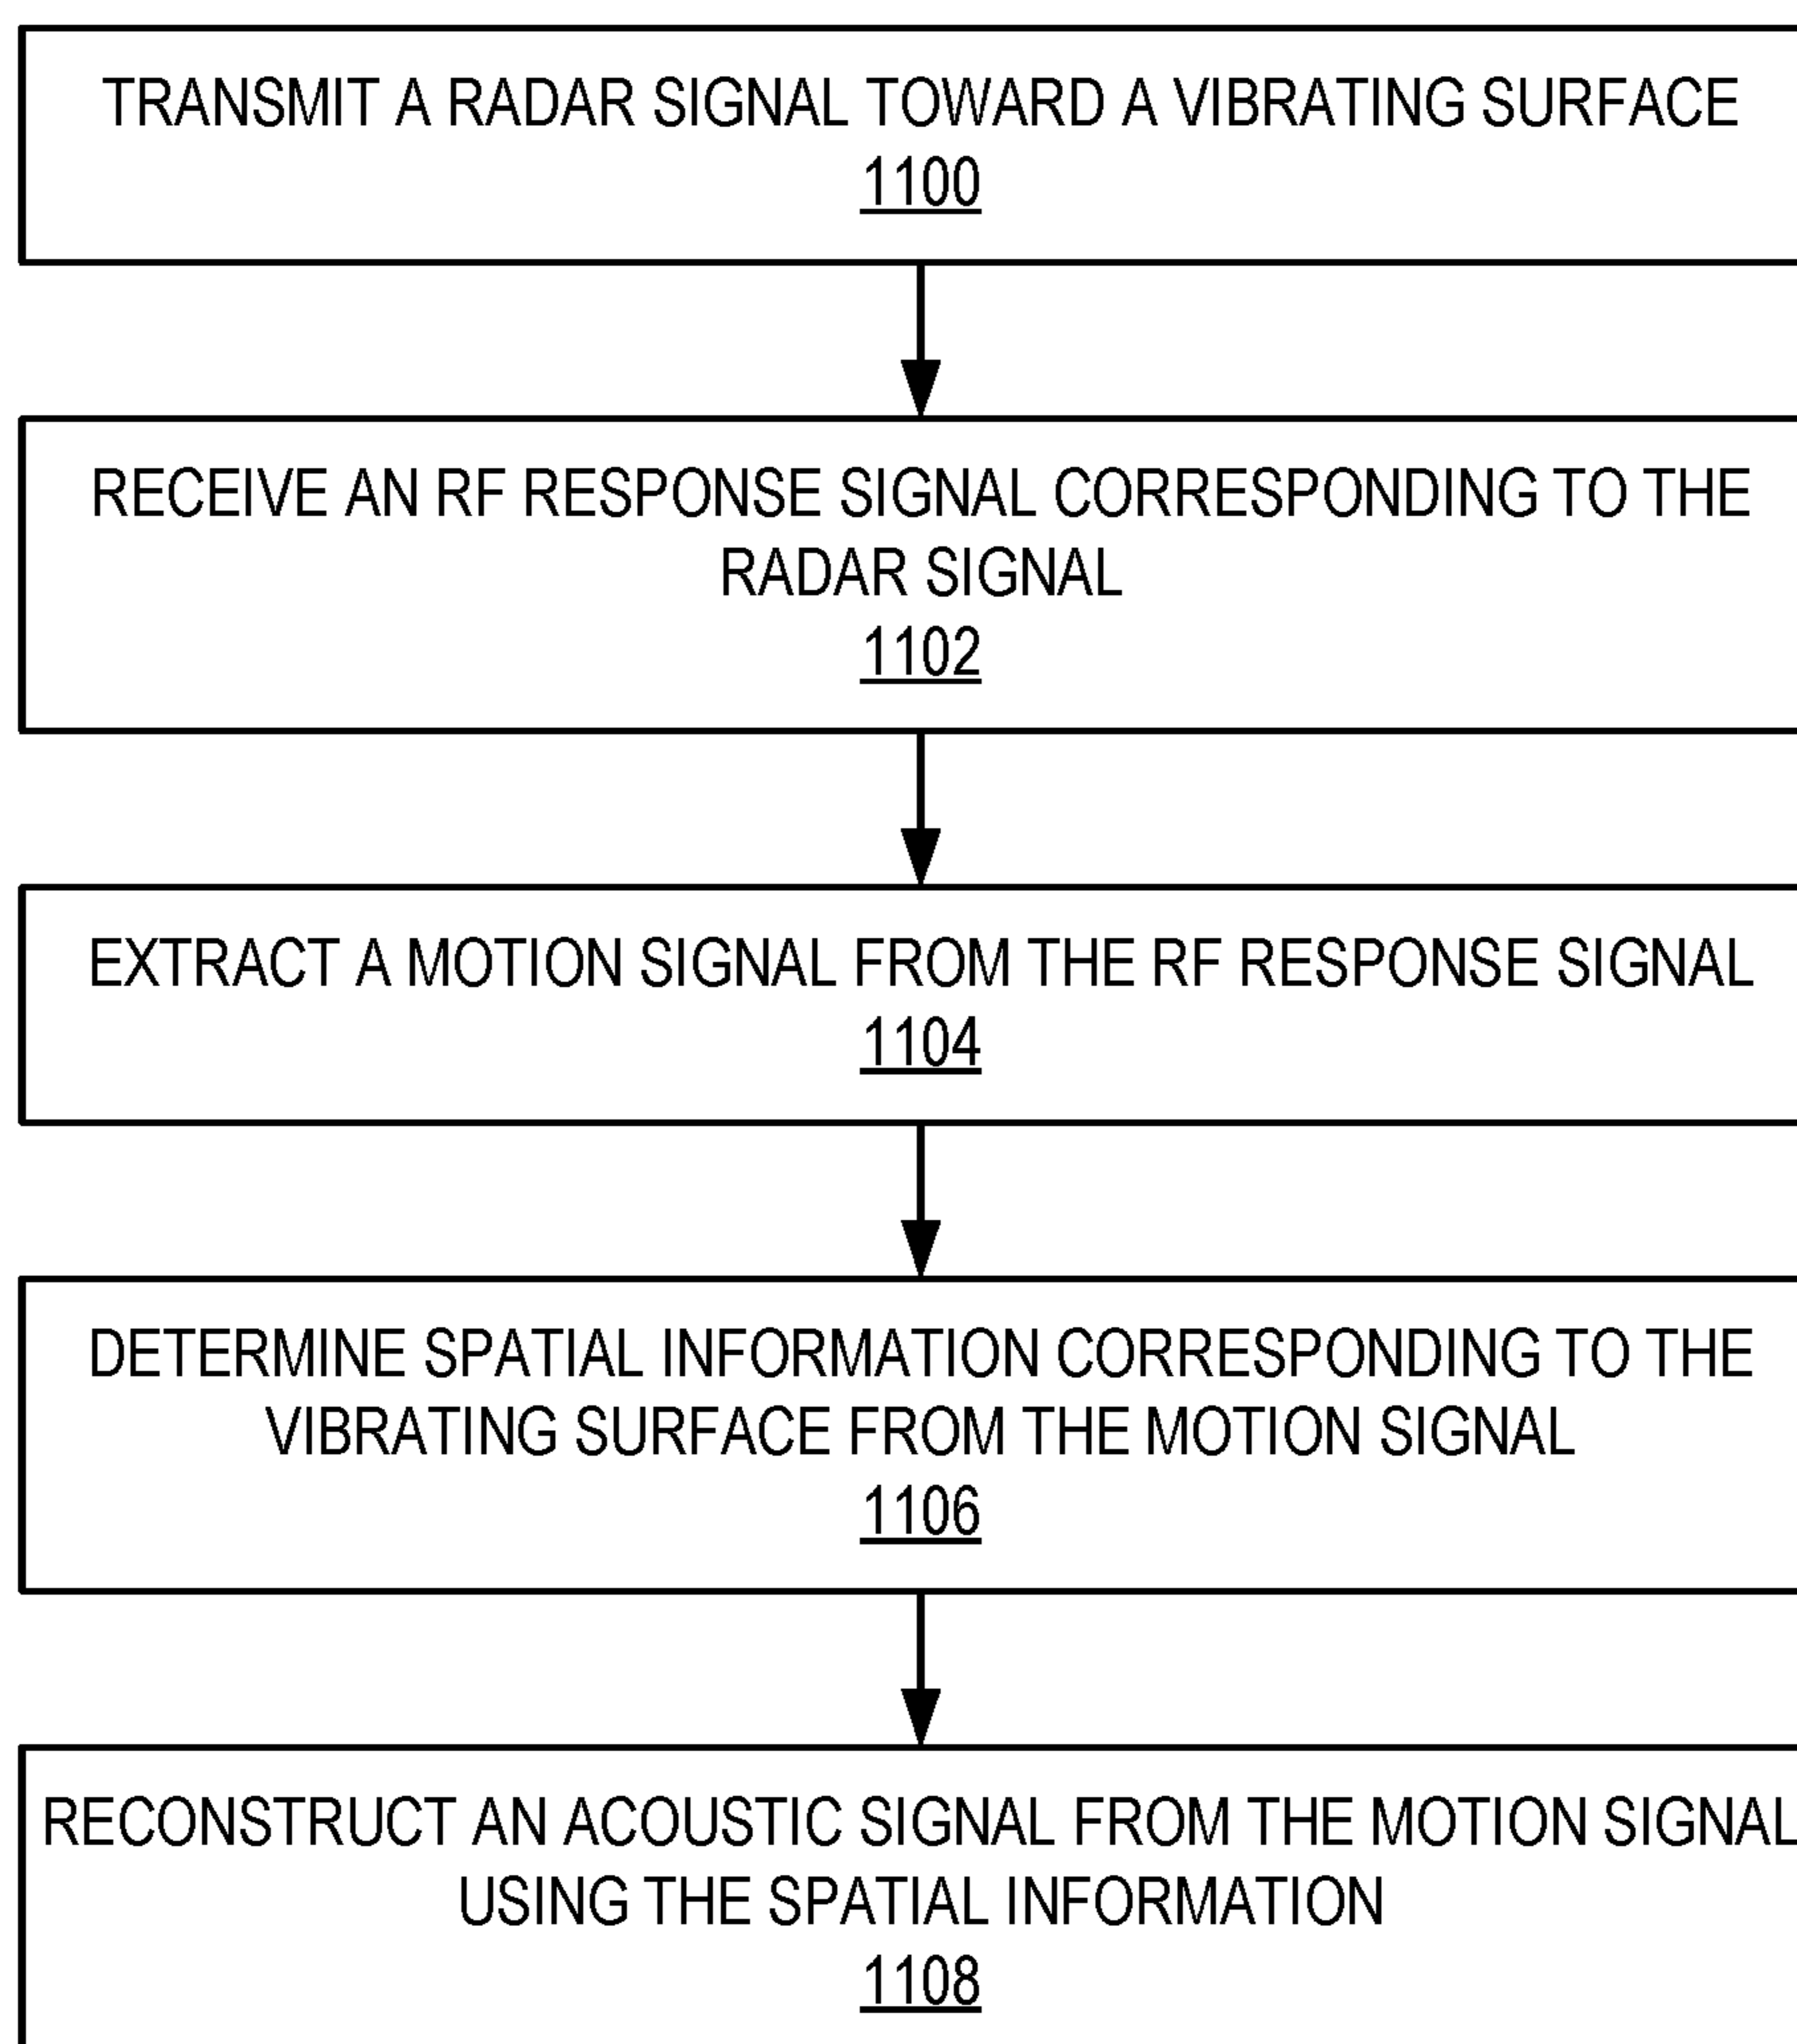 TRANSMIT A RADAR SIGNAL TOWARD A VIBRATING SURFACE
1100
RECEIVE AN RF RESPONSE SIGNAL CORRESPONDING TO THE
RADAR SIGNAL
1102
EXTRACT A MOTION SIGNAL FROM THE RF RESPONSE SIGNAL
1104
DETERMINE SPATIAL INFORMATION CORRESPONDING TO THE
VIBRATING SURFACE FROM THE MOTION SIGNAL
1106
RECONSTRUCT AN ACOUSTIC SIGNAL FROM THE MOTION SIGNAL
USING THE SPATIAL INFORMATION
1108